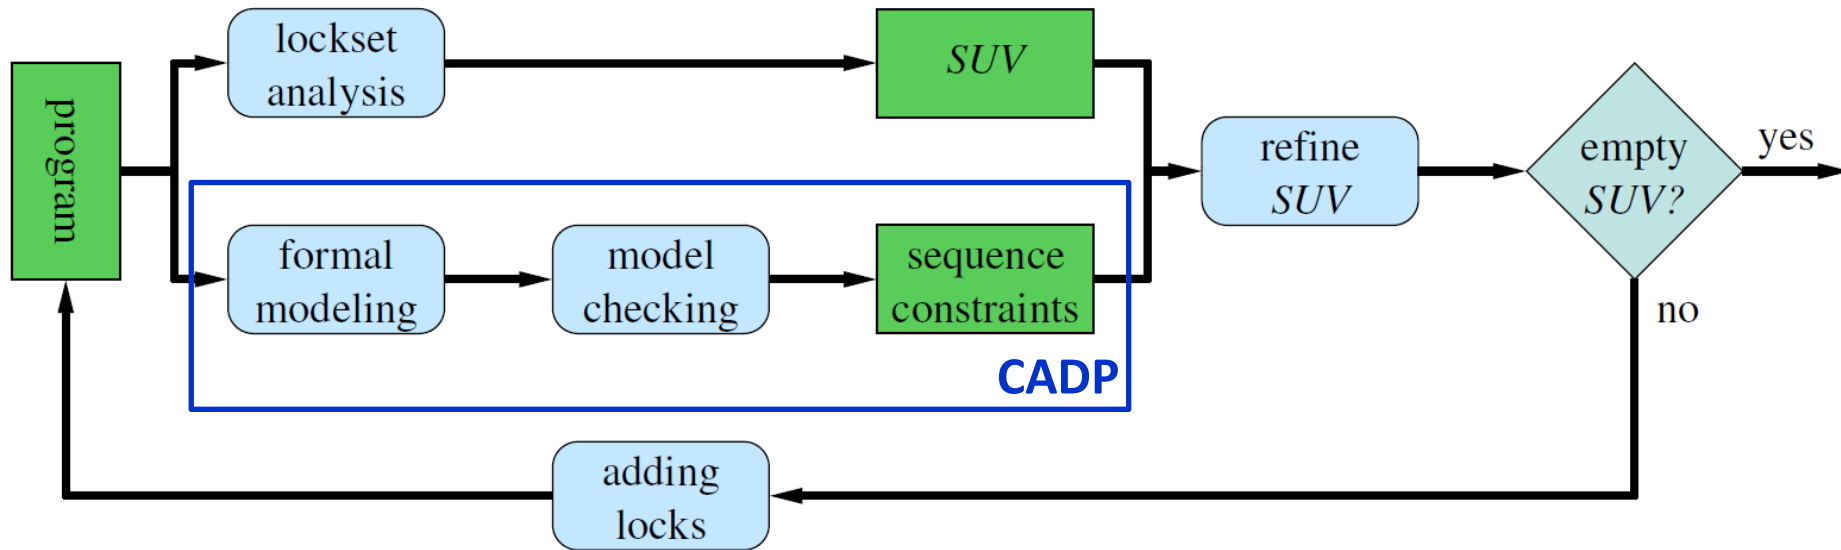 program
lockset
analysis
SUV
formal
modeling
model
checking
sequence
constraints
CADP
refine
SUV
empty
SUV?
yes
no
adding
locks